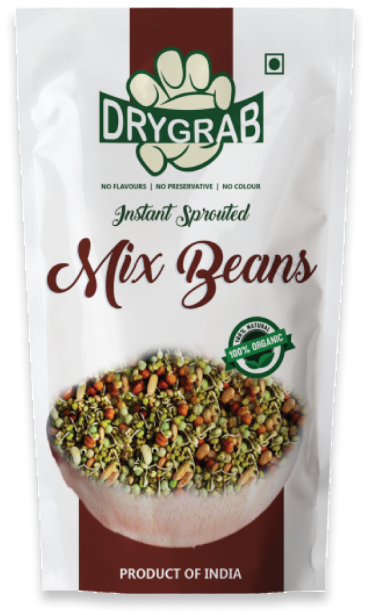 DRYGRAB
NO FLAVOURS | NO PRESERVATIVE | NO COLOUR
Instant Sprouted
Mix Beans
100% NATURAL
100% ORGANIC
PRODUCT OF INDIA